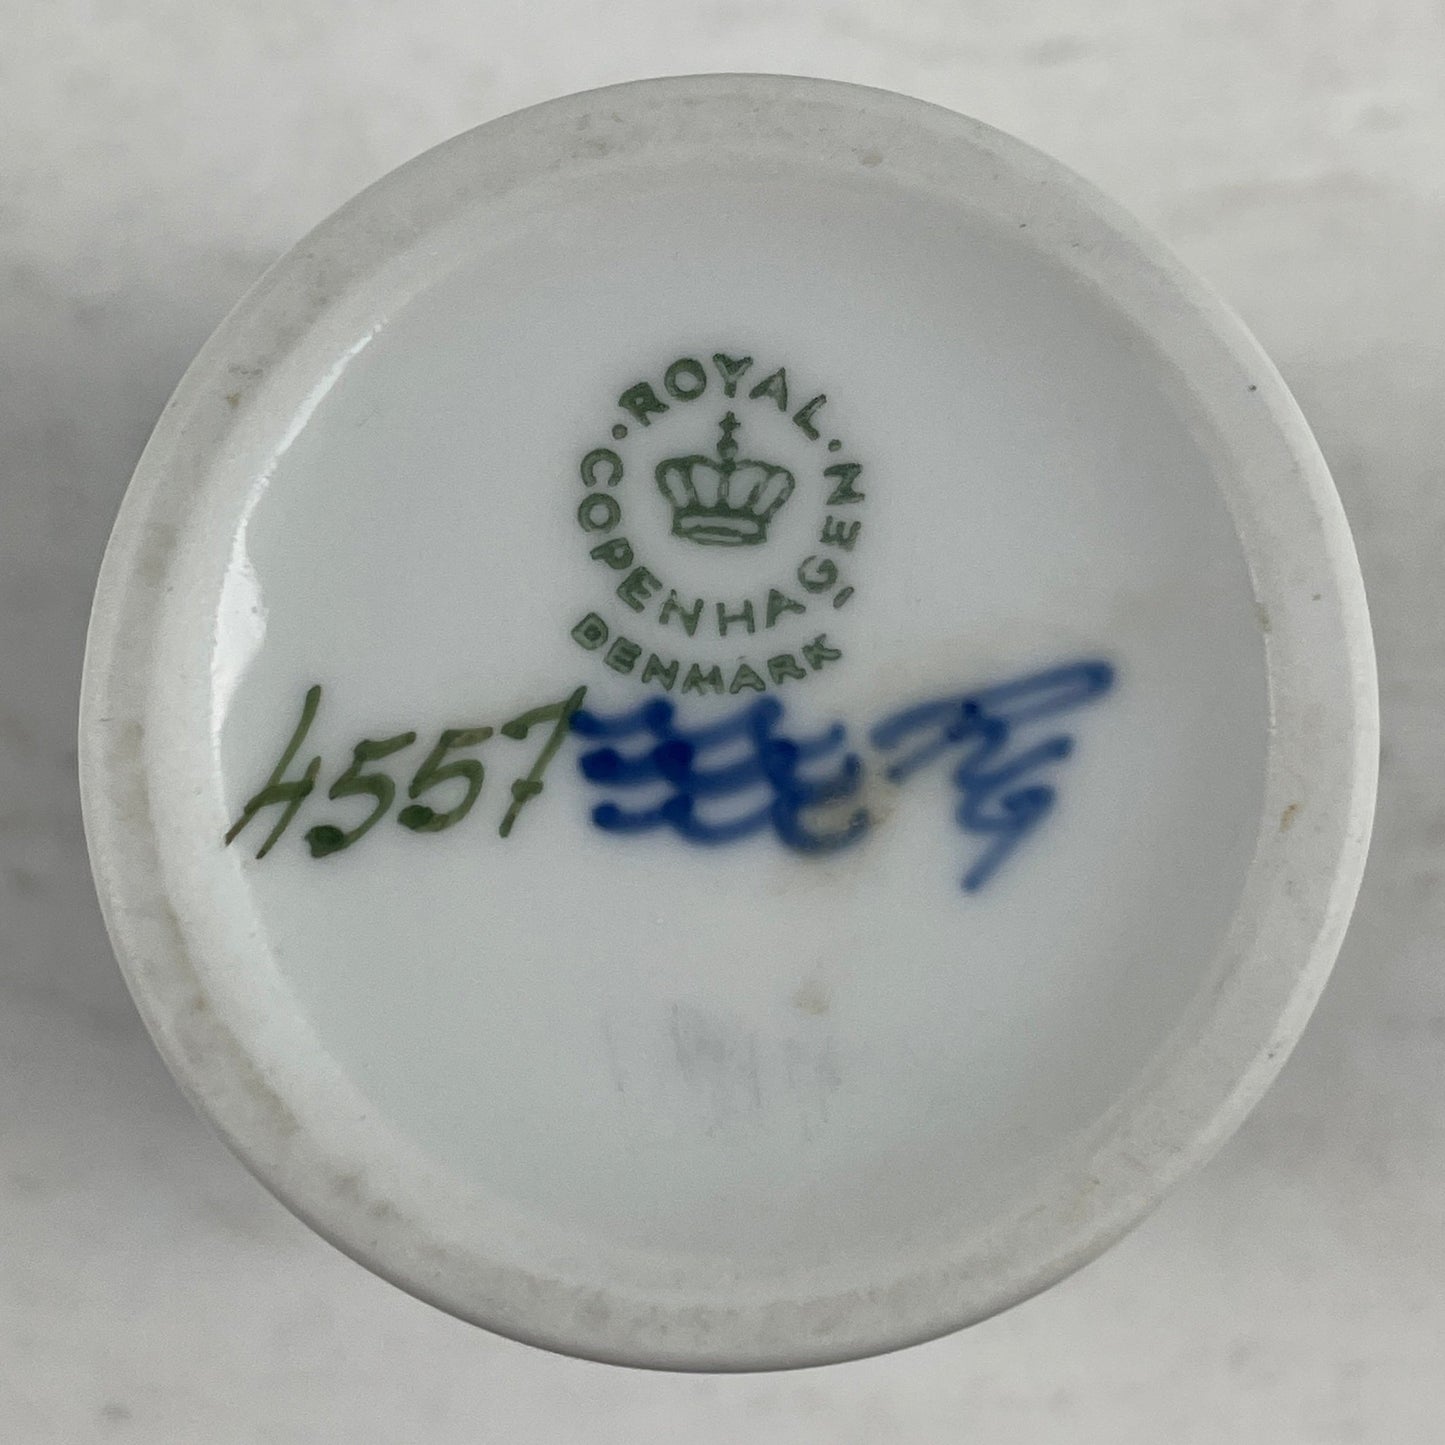 ROYAL
COPENHAGEN
DENMARK
4557